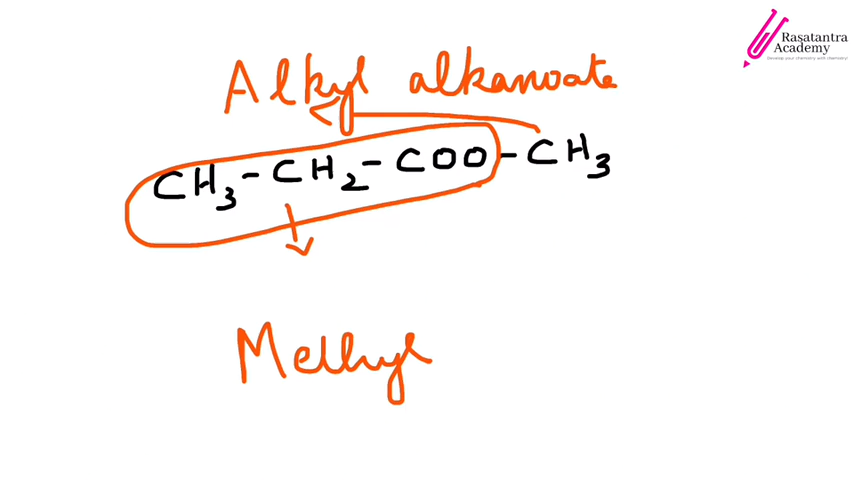 Rasatantra
Academy
Develop your chemistry with chemistry!
Alkyl alkanoate
CH3-CH2-COO-CH3
Methyl